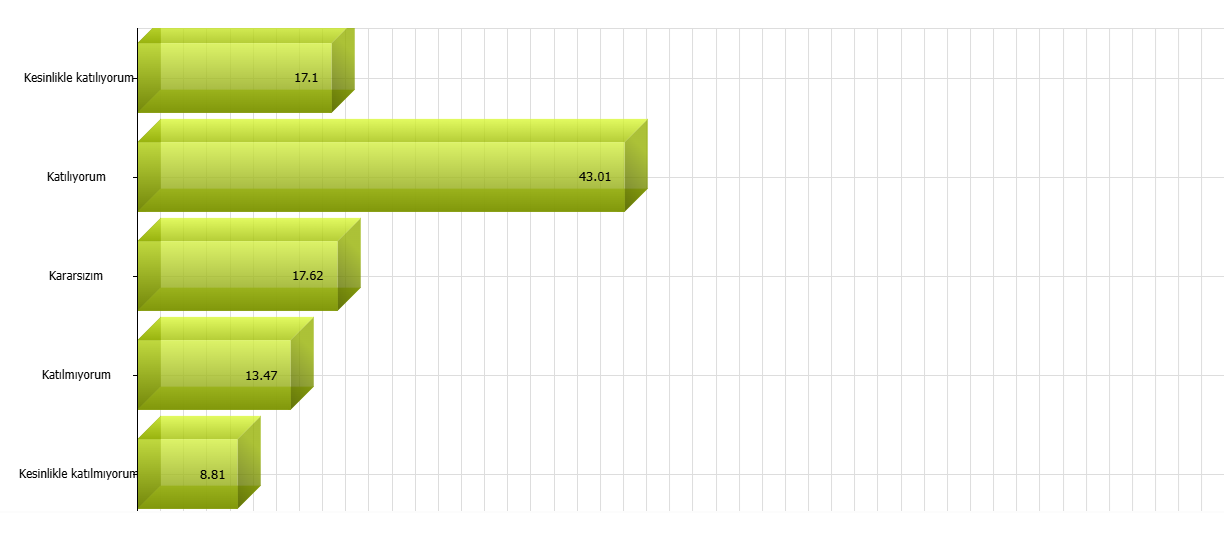 Kesinlikle katılıyorum
17.1
Katılıyorum
43.01
Kararsızım
17.62
Katılmıyorum
13.47
Kesinlikle katılmıyorum
8.81